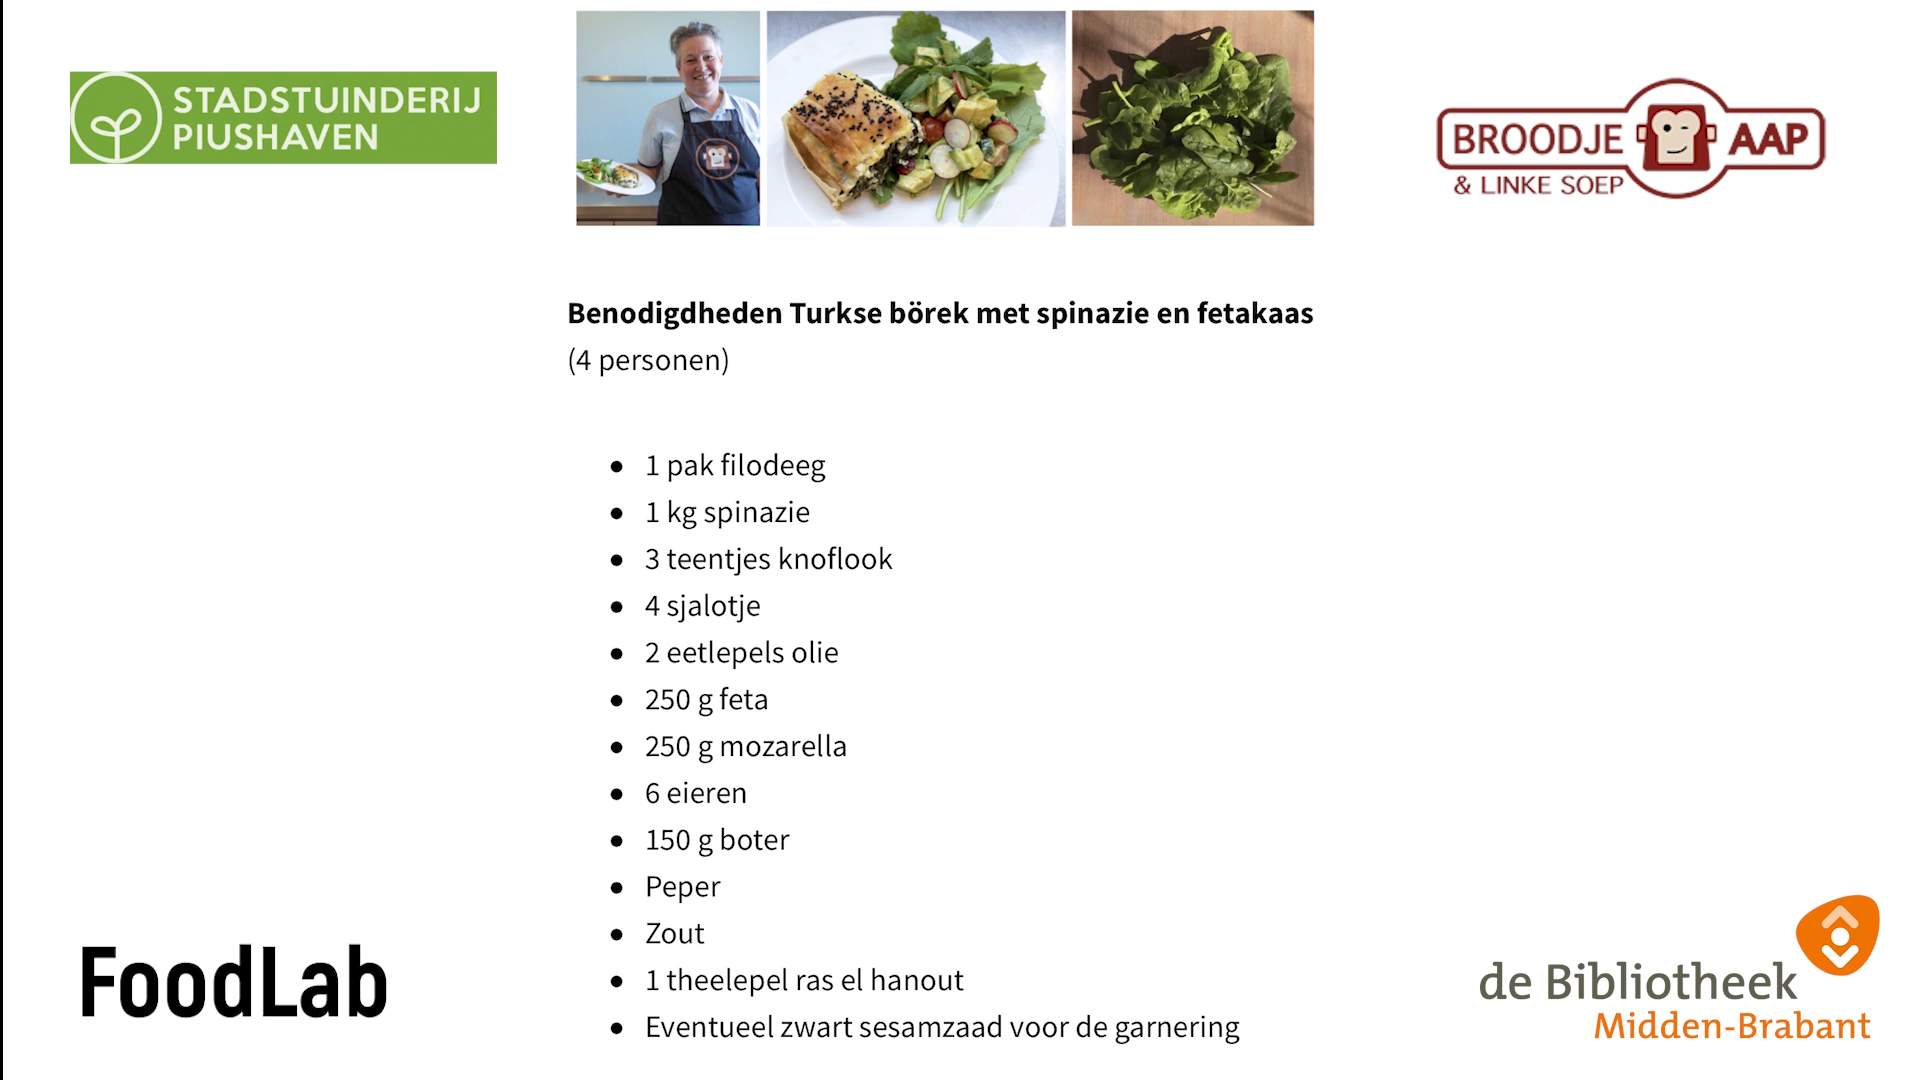 STADSTUINDERIJ
PIUSHAVEN
BROODJE AAP
& LINKE SOEP
Benodigdheden Turkse börek met spinazie en fetakaas
(4 personen)
• 1 pak filodeeg
• 1 kg spinazie
• 3 teentjes knoflook
• 4 sjalotje
• 2 eetlepels olie
• 250 g feta
• 250 g mozarella
• 6 eieren
• 150 g boter
• Peper
• Zout
• 1 theelepel ras el hanout
• Eventueel zwart sesamzaad voor de garnering
FoodLab
de Bibliotheek
Midden-Brabant